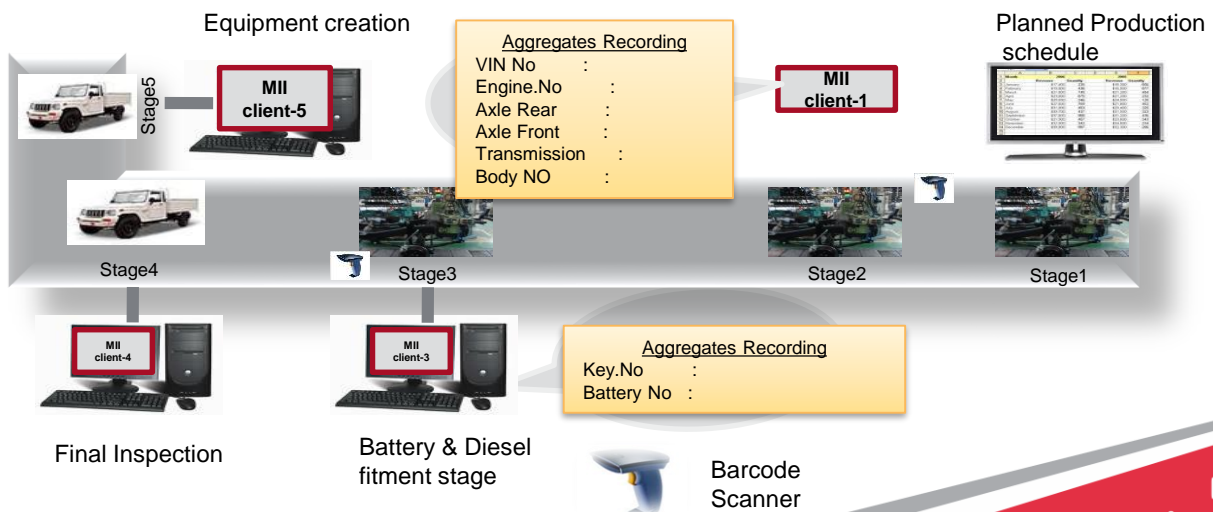 Equipment creation
Planned Production
schedule
Stage5
MII
client-5
Aggregates Recording
VIN No :
Engine.No :
Axle Rear :
Axle Front :
Transmission :
Body NO :
MII
client-1
Stage4
Stage3
Stage2
Stage1
MII
client-4
MII
client-3
Aggregates Recording
Key.No :
Battery No :
Final Inspection
Battery & Diesel
fitment stage
Barcode
Scanner